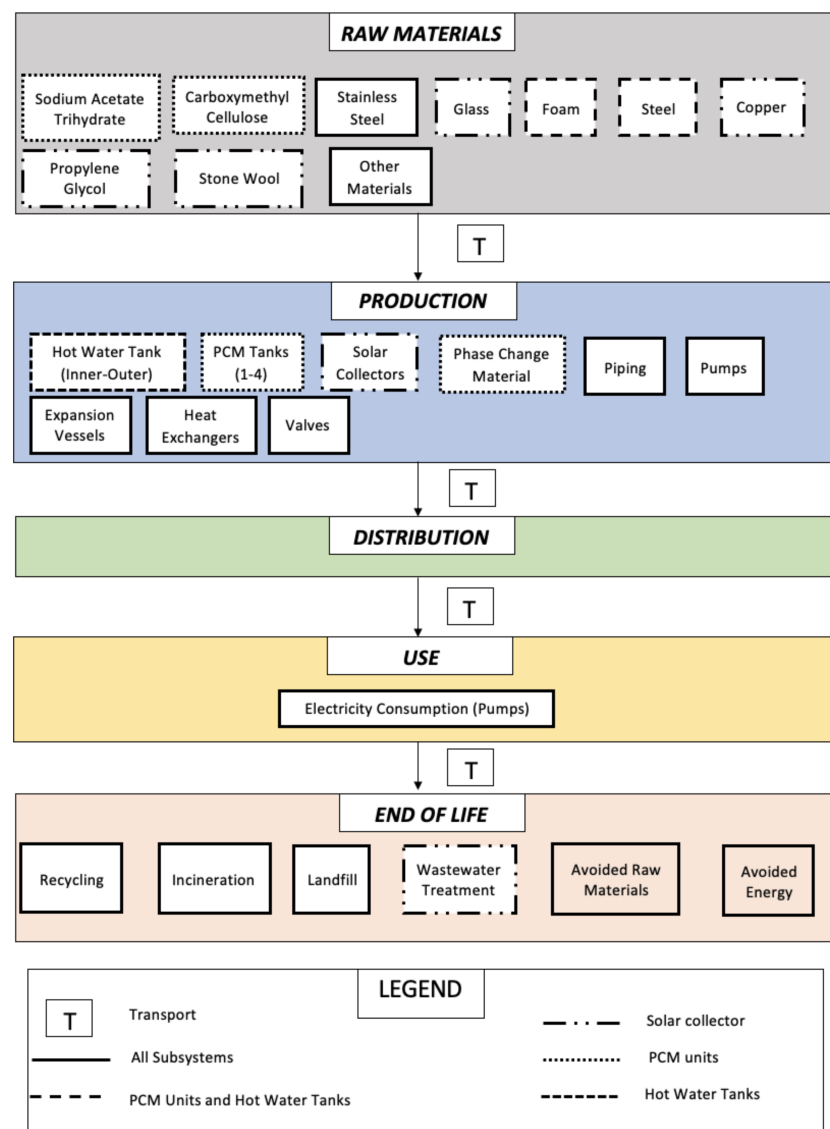 RAW MATERIALS
Sodium Acetate
Trihydrate
Carboxymethyl
Cellulose
Stainless
Steel
Glass
Foam
Steel
Copper
Propylene
Glycol
Stone Wool
Other
Materials
T
PRODUCTION
Hot Water Tank
(Inner-Outer)
PCM Tanks
(1-4)
Solar
Collectors
Phase Change
Material
Piping
Pumps
Expansion
Vessels
Heat
Exchangers
Valves
T
DISTRIBUTION
T
USE
Electricity Consumption (Pumps)
T
END OF LIFE
Recycling
Incineration
Landfill
Wastewater
Treatment
Avoided Raw
Materials
Avoided
Energy
LEGEND
T
Transport
All Subsystems
PCM Units and Hot Water Tanks
Solar collector
PCM units
Hot Water Tanks